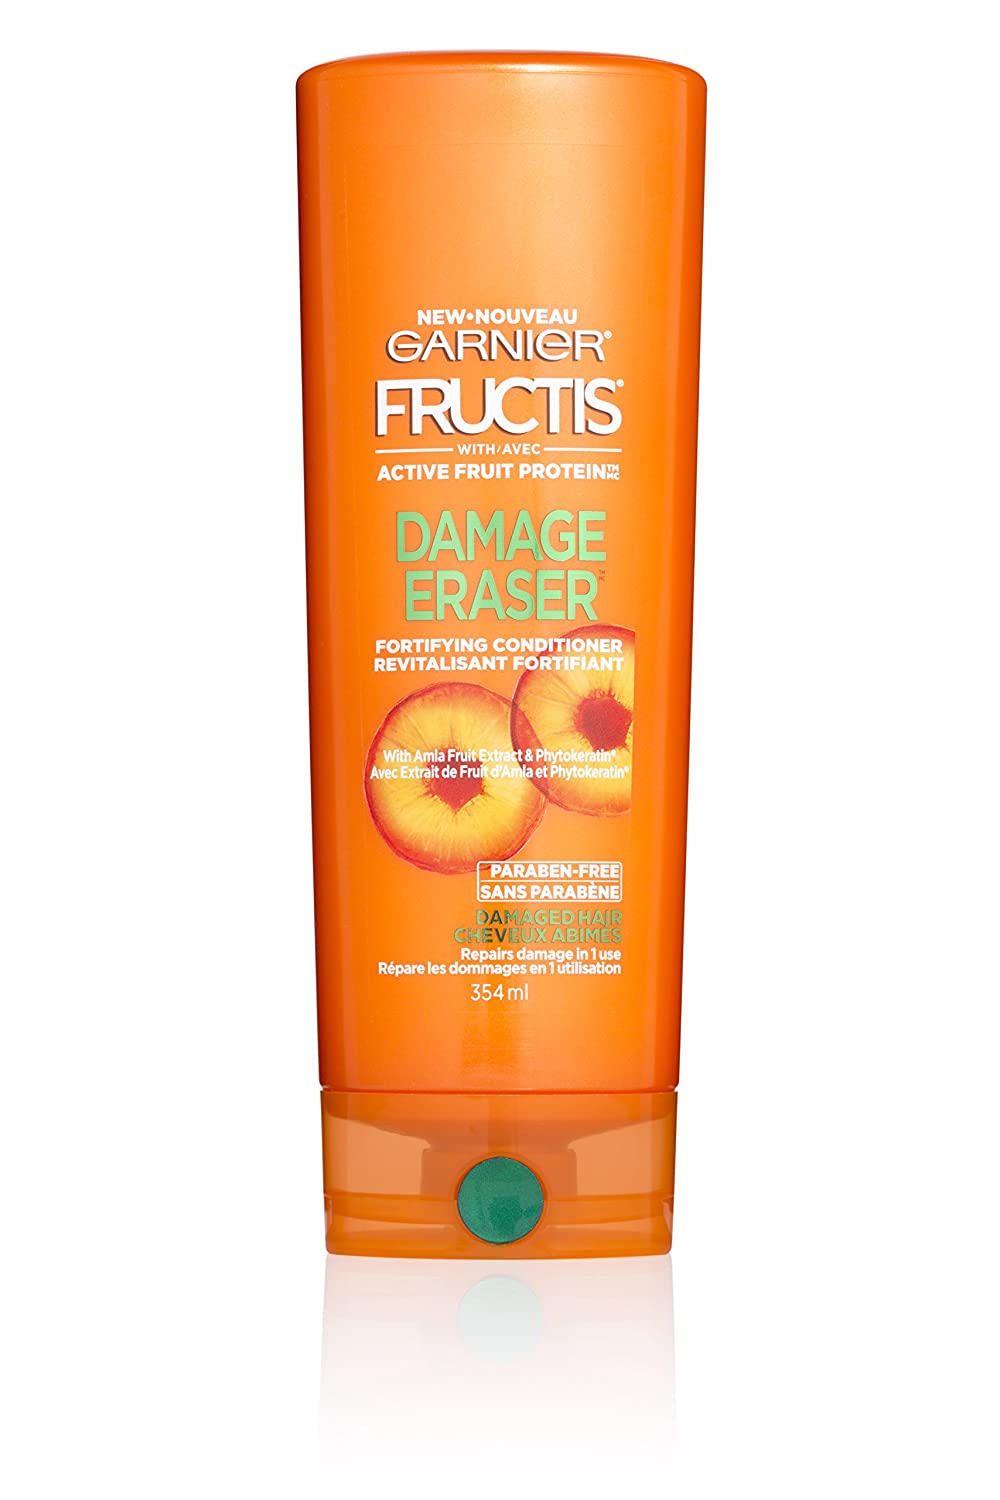 NEW•NOUVEAU
GARNIER®
FRUCTIS®
WITH/AVEC
ACTIVE FRUIT PROTEIN™ MC
DAMAGE
ERASER
FORTIFYING CONDITIONER
REVITALISANT FORTIFIANT
With Amla Fruit Extract & Phytokeratin*
Avec Extrait de Fruit d'Amla et Phytokeratin*
PARABEN-FREE
SANS PARABÈNE
DAMAGED HAIR
CHEVEUX ABIMES
Repairs damage in 1 use
Répare les dommages en 1 utilisation
354 ml